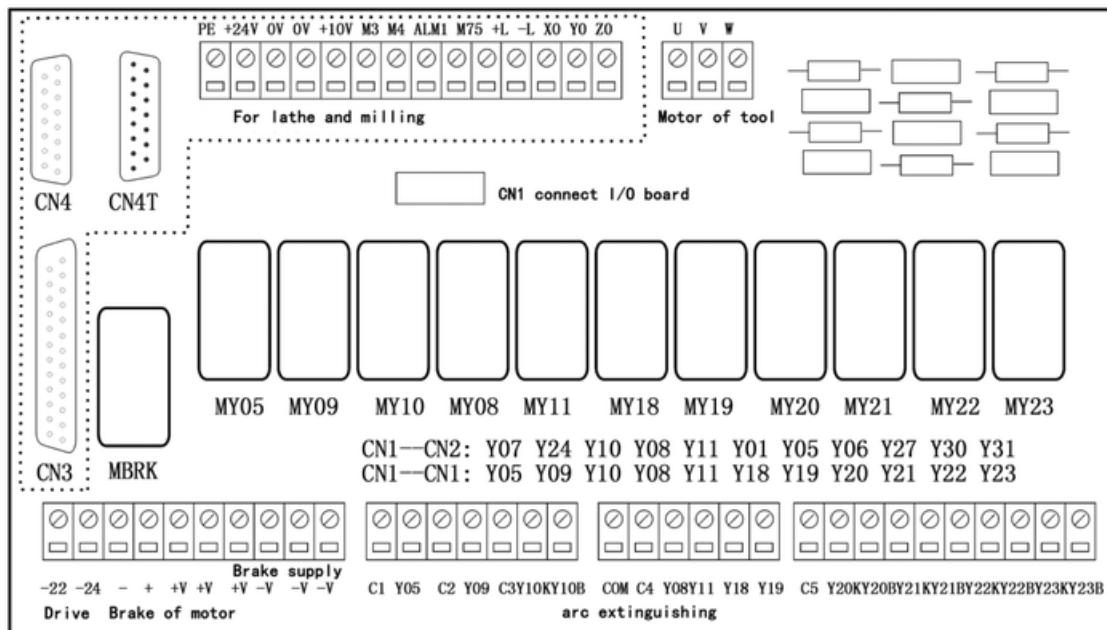 PE +24V 0V 0V +10V M3 M4 ALM1 M75 +L -L X0 Y0 Z0
U V W
For lathe and milling
Motor of tool
CN4 CN4T
CN1 connect I/O board
MY05 MY09 MY10 MY08 MY11 MY18 MY19 MY20 MY21 MY22 MY23
CN1--CN2: Y07 Y24 Y10 Y08 Y11 Y01 Y05 Y06 Y27 Y30 Y31
CN3 MBRK
CN1--CN1: Y05 Y09 Y10 Y08 Y11 Y18 Y19 Y20 Y21 Y22 Y23
Brake supply
-22 -24 - + +V +V +V -V -V -V
C1 Y05 C2 Y09 C3Y10KY10B
COM C4 Y08Y11 Y18 Y19
C5 Y20KY20BY21KY21BY22KY22BY23KY23B
Drive Brake of motor
arc extinguishing